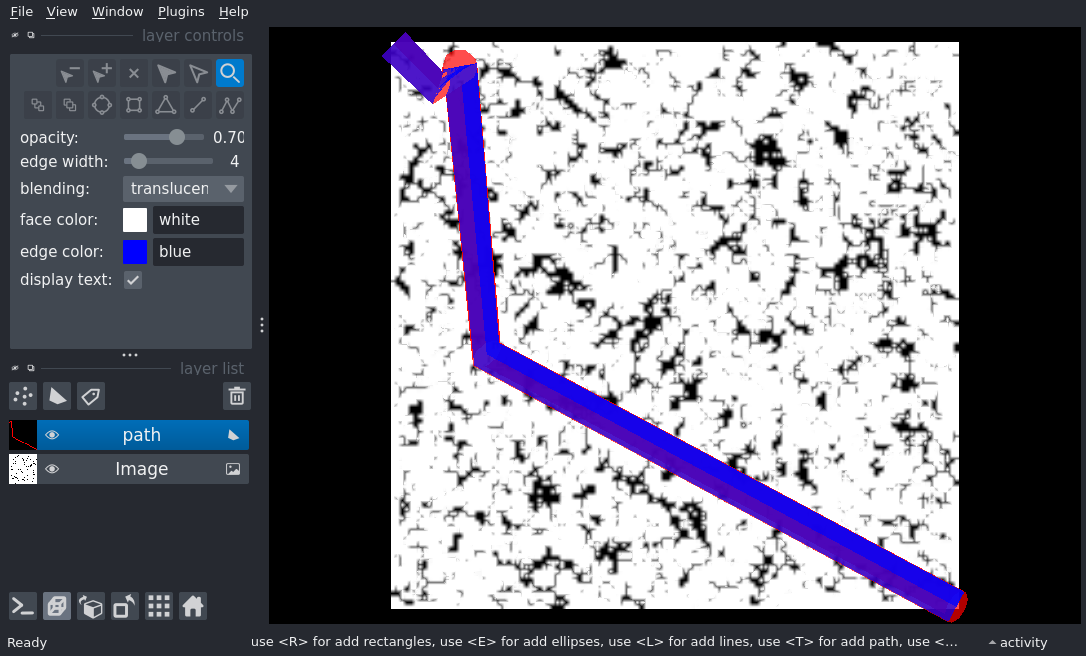 File View Window Plugins Help
layer controls
opacity: 0.70
edge width: 4
blending: translucen
face color: white
edge color: blue
display text:
layer list
path
Image
Ready use <R> for add rectangles, use <E> for add ellipses, use <L> for add lines, use <T> for add path, use <... activity